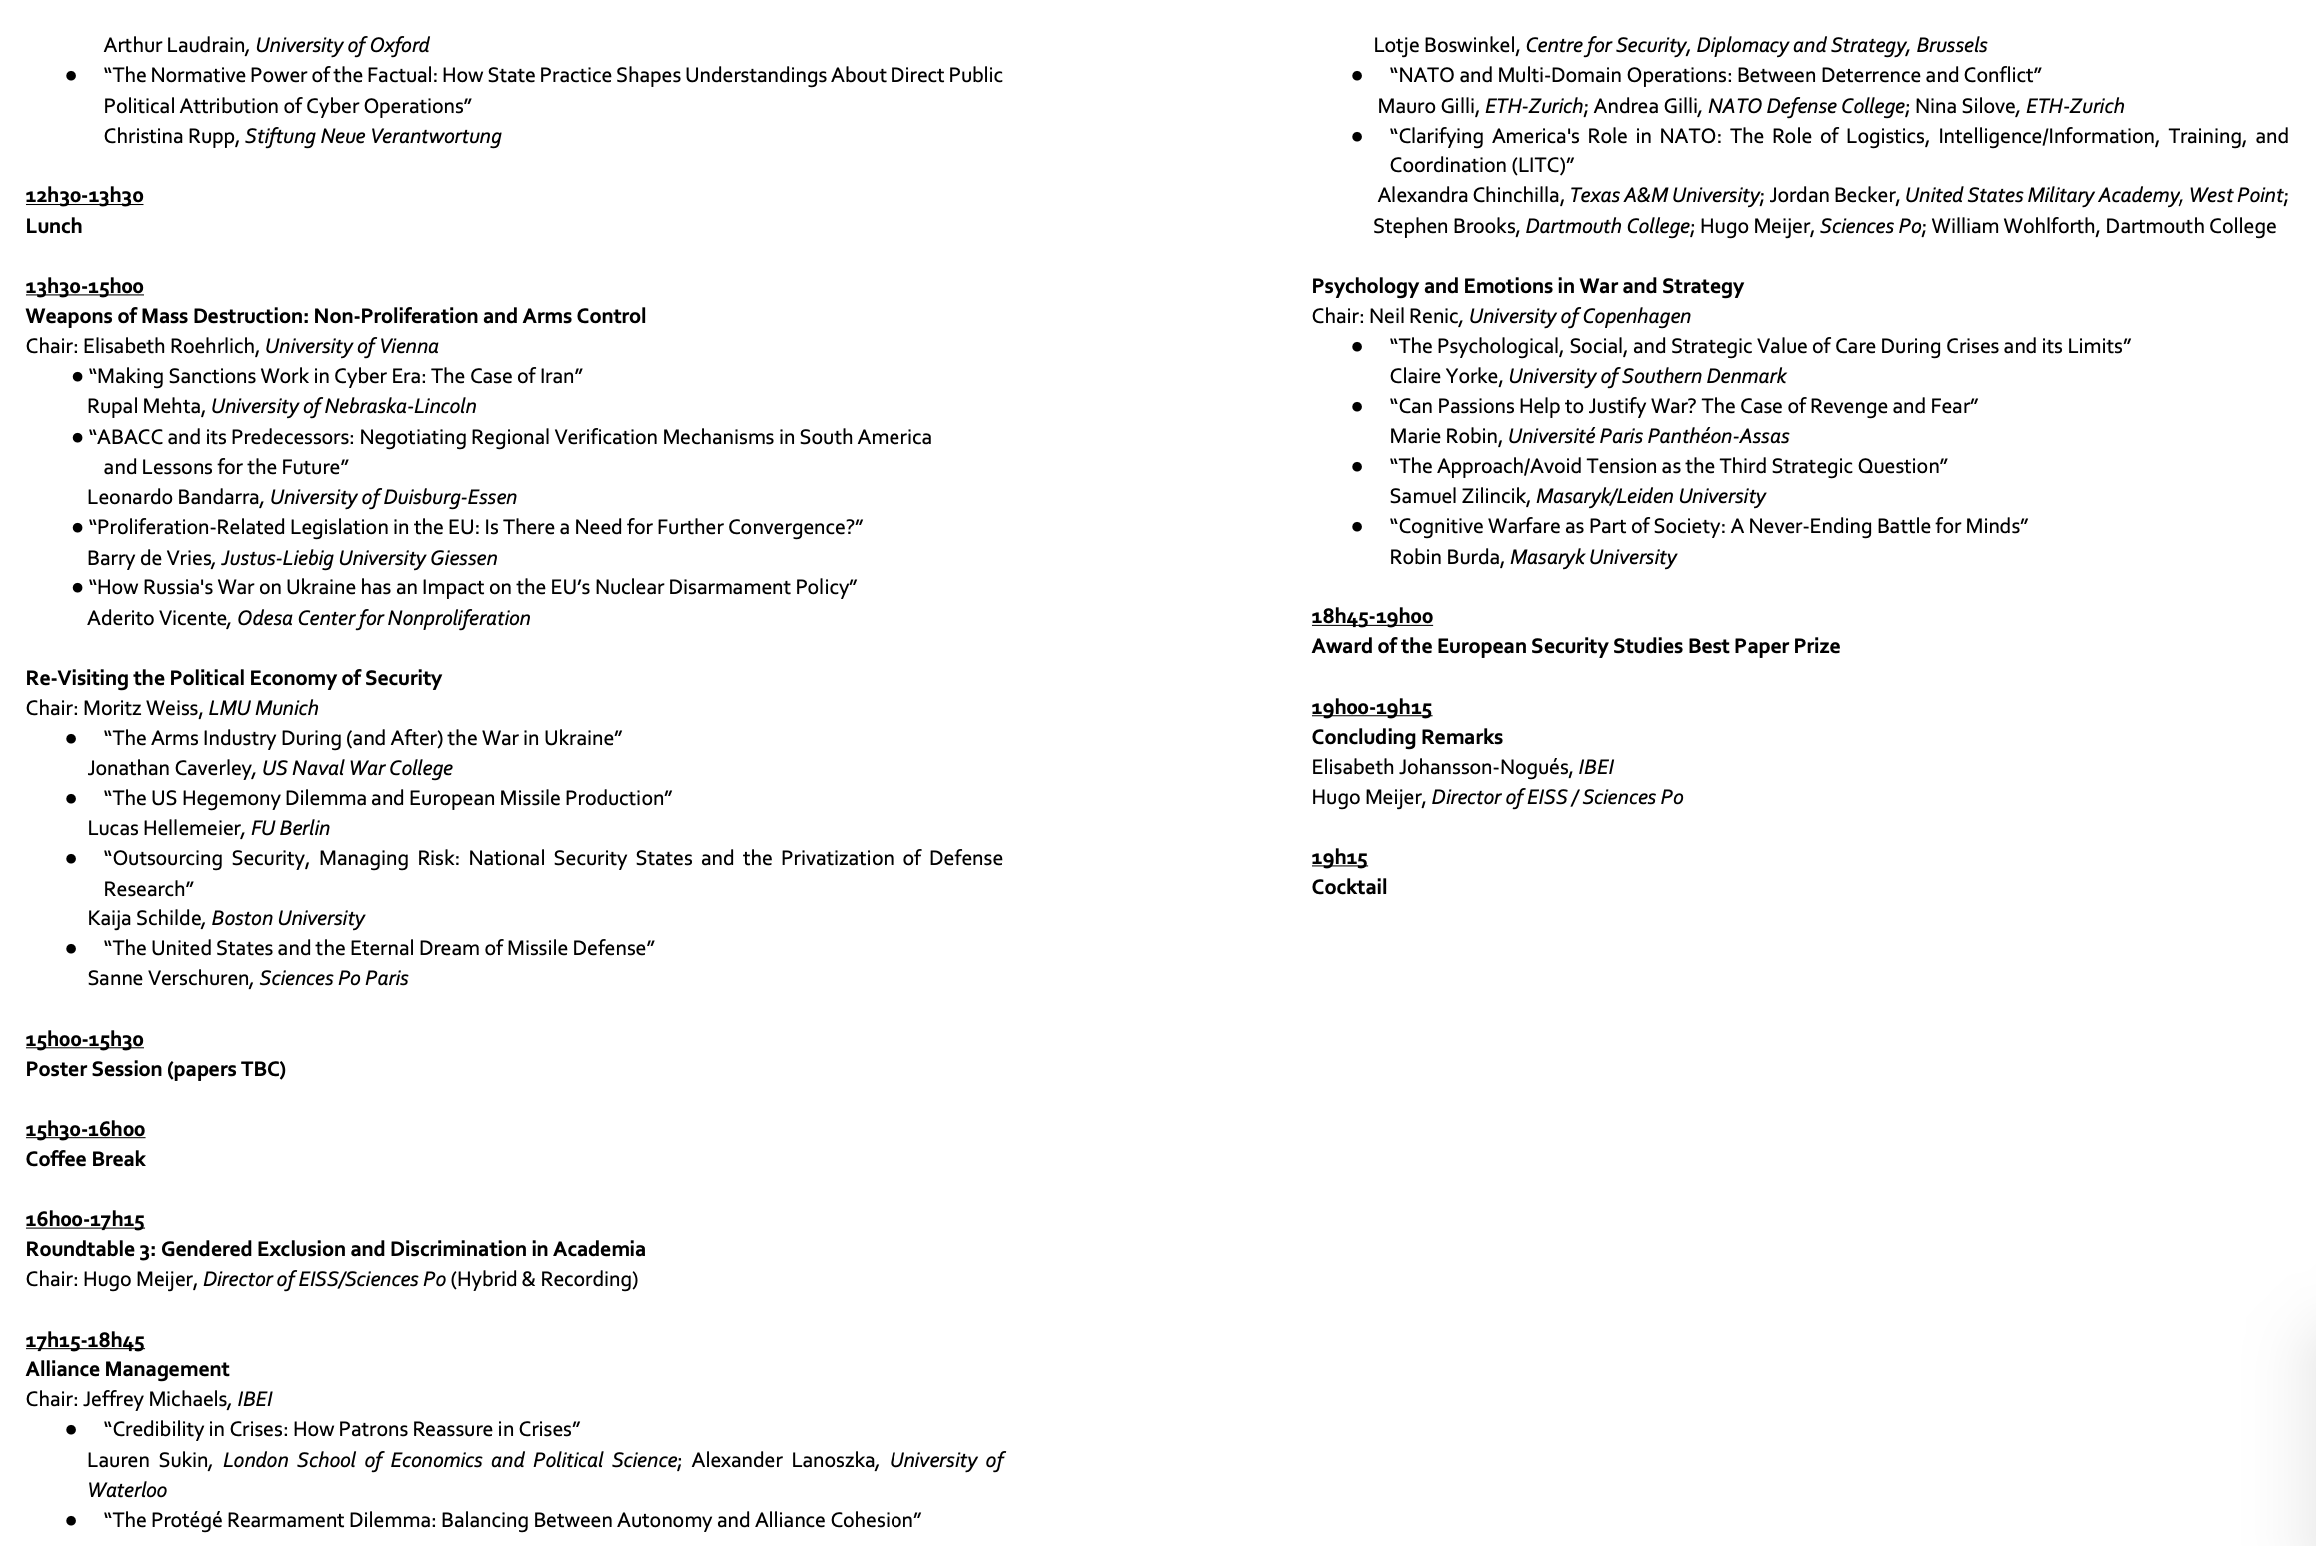 Arthur Laudrain, University of Oxford
● “The Normative Power of the Factual: How State Practice Shapes Understandings About Direct Public
Political Attribution of Cyber Operations”
Christina Rupp, Stiftung Neue Verantwortung
12h30-13h30
Lunch
13h30-15h00
Weapons of Mass Destruction: Non-Proliferation and Arms Control
Chair: Elisabeth Roehrlich, University of Vienna
● “Making Sanctions Work in Cyber Era: The Case of Iran”
Rupal Mehta, University of Nebraska-Lincoln
● “ABACC and its Predecessors: Negotiating Regional Verification Mechanisms in South America
and Lessons for the Future”
Leonardo Bandarra, University of Duisburg-Essen
● “Proliferation-Related Legislation in the EU: Is There a Need for Further Convergence?”
Barry de Vries, Justus-Liebig University Giessen
● “How Russia's War on Ukraine has an Impact on the EU’s Nuclear Disarmament Policy”
Aderito Vicente, Odesa Center for Nonproliferation
Re-Visiting the Political Economy of Security
Chair: Moritz Weiss, LMU Munich
● “The Arms Industry During (and After) the War in Ukraine”
Jonathan Caverley, US Naval War College
● “The US Hegemony Dilemma and European Missile Production”
Lucas Hellemeier, FU Berlin
● “Outsourcing Security, Managing Risk: National Security States and the Privatization of Defense
Research”
Kaija Schilde, Boston University
● “The United States and the Eternal Dream of Missile Defense”
Sanne Verschuren, Sciences Po Paris
15h00-15h30
Poster Session (papers TBC)
15h30-16h00
Coffee Break
16h00-17h15
Roundtable 3: Gendered Exclusion and Discrimination in Academia
Chair: Hugo Meijer, Director of EISS/Sciences Po (Hybrid & Recording)
17h15-18h45
Alliance Management
Chair: Jeffrey Michaels, IBEI
● “Credibility in Crises: How Patrons Reassure in Crises”
Lauren Sukin, London School of Economics and Political Science; Alexander Lanoszka, University of
Waterloo
● “The Protégé Rearmament Dilemma: Balancing Between Autonomy and Alliance Cohesion”
Lotje Boswinkel, Centre for Security, Diplomacy and Strategy, Brussels
● “NATO and Multi-Domain Operations: Between Deterrence and Conflict”
Mauro Gilli, ETH-Zurich; Andrea Gilli, NATO Defense College; Nina Silove, ETH-Zurich
● “Clarifying America's Role in NATO: The Role of Logistics, Intelligence/Information, Training, and
Coordination (LITC)”
Alexandra Chinchilla, Texas A&M University; Jordan Becker, United States Military Academy, West Point;
Stephen Brooks, Dartmouth College; Hugo Meijer, Sciences Po; William Wohlforth, Dartmouth College
Psychology and Emotions in War and Strategy
Chair: Neil Renic, University of Copenhagen
● “The Psychological, Social, and Strategic Value of Care During Crises and its Limits”
Claire Yorke, University of Southern Denmark
● “Can Passions Help to Justify War? The Case of Revenge and Fear”
Marie Robin, Université Paris Panthéon-Assas
● “The Approach/Avoid Tension as the Third Strategic Question”
Samuel Zilincik, Masaryk/Leiden University
● “Cognitive Warfare as Part of Society: A Never-Ending Battle for Minds”
Robin Burda, Masaryk University
18h45-19h00
Award of the European Security Studies Best Paper Prize
19h00-19h15
Concluding Remarks
Elisabeth Johansson-Nogués, IBEI
Hugo Meijer, Director of EISS / Sciences Po
19h15
Cocktail